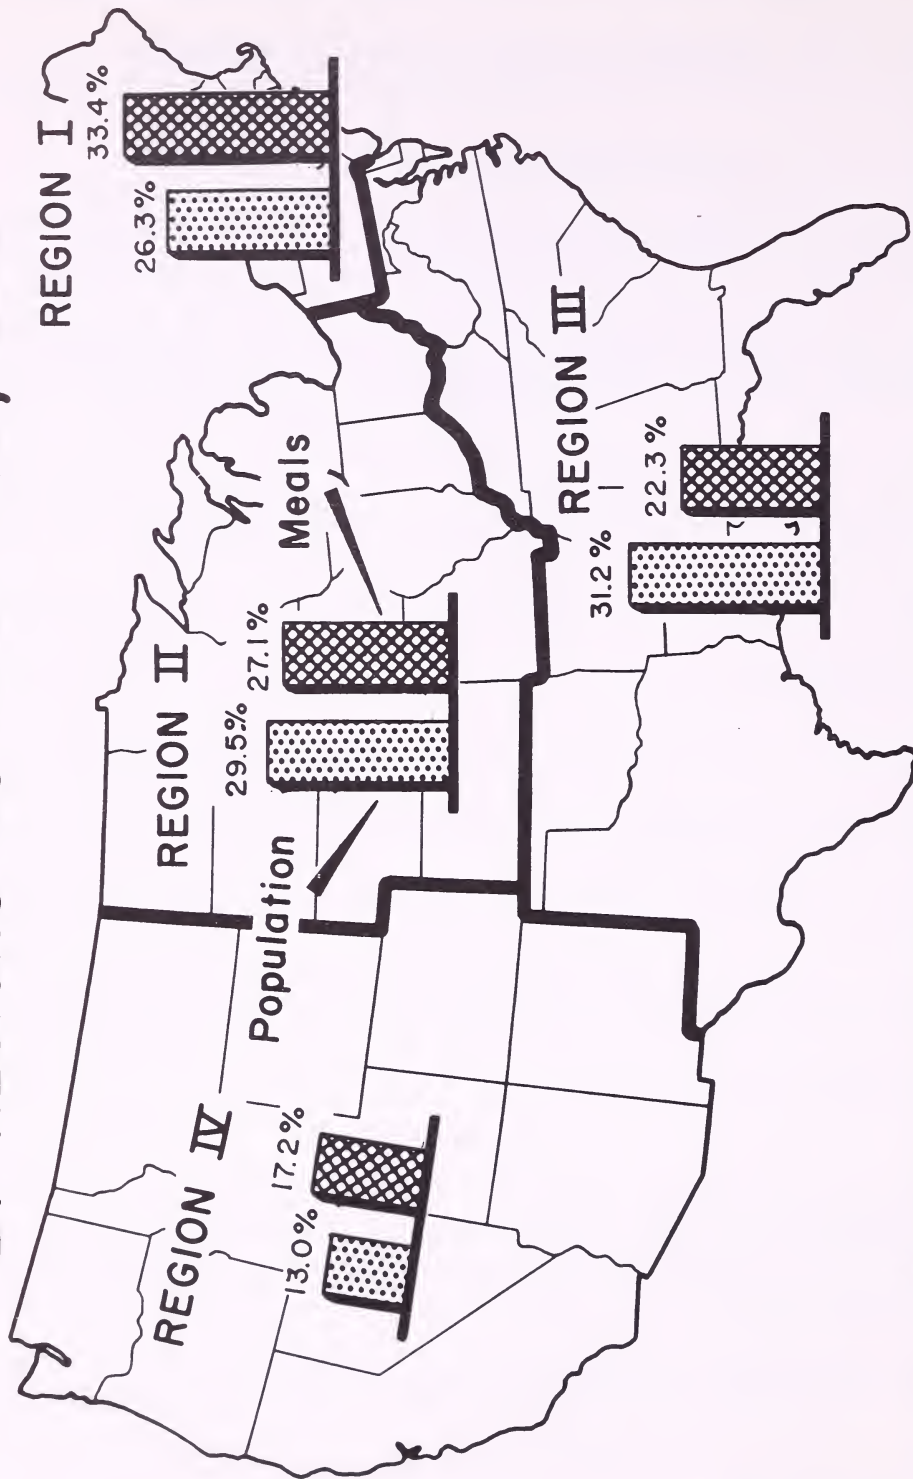 REGION I
26.3%
33.4%
REGION II
29.5%
27.1%
Meals
Population
REGION IV
13.0%
17.2%
REGION III
31.2%
22.3%